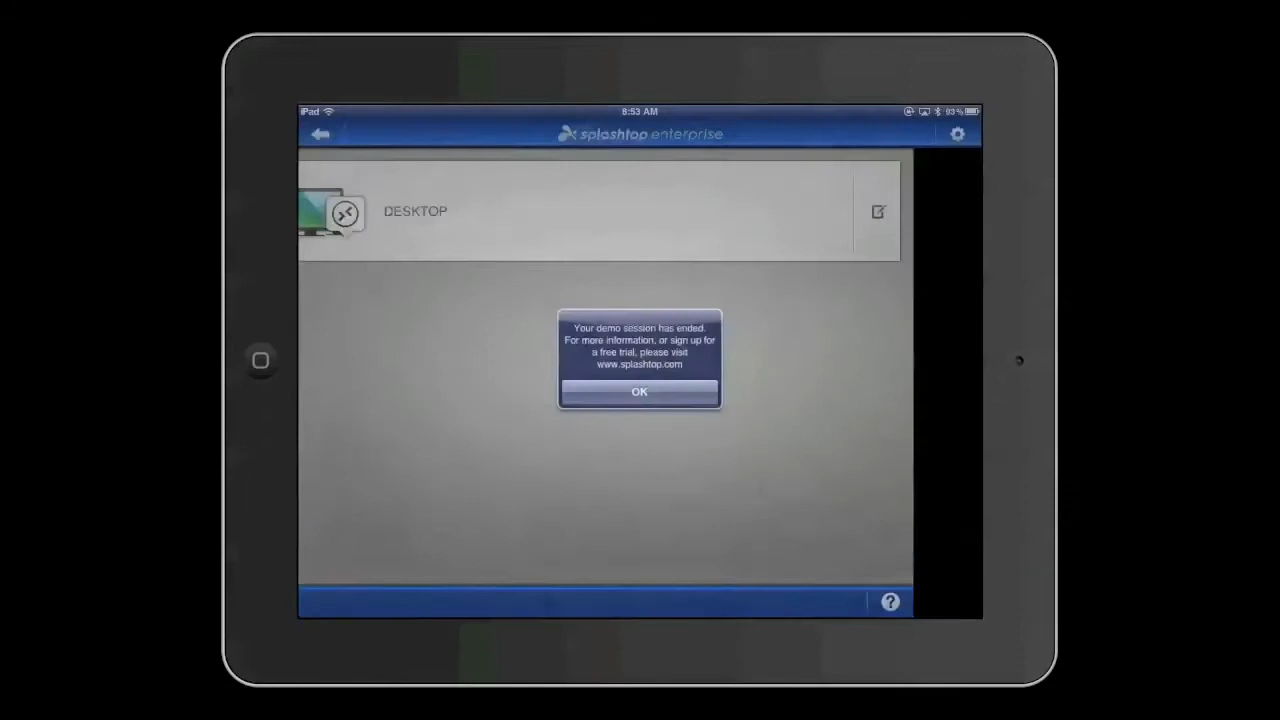 iPad 8:53 AM 93%
splashtop enterprise
DESKTOP
Your demo session has ended.
For more information, or sign up for
a free trial, please visit
www.splashtop.com
OK
?